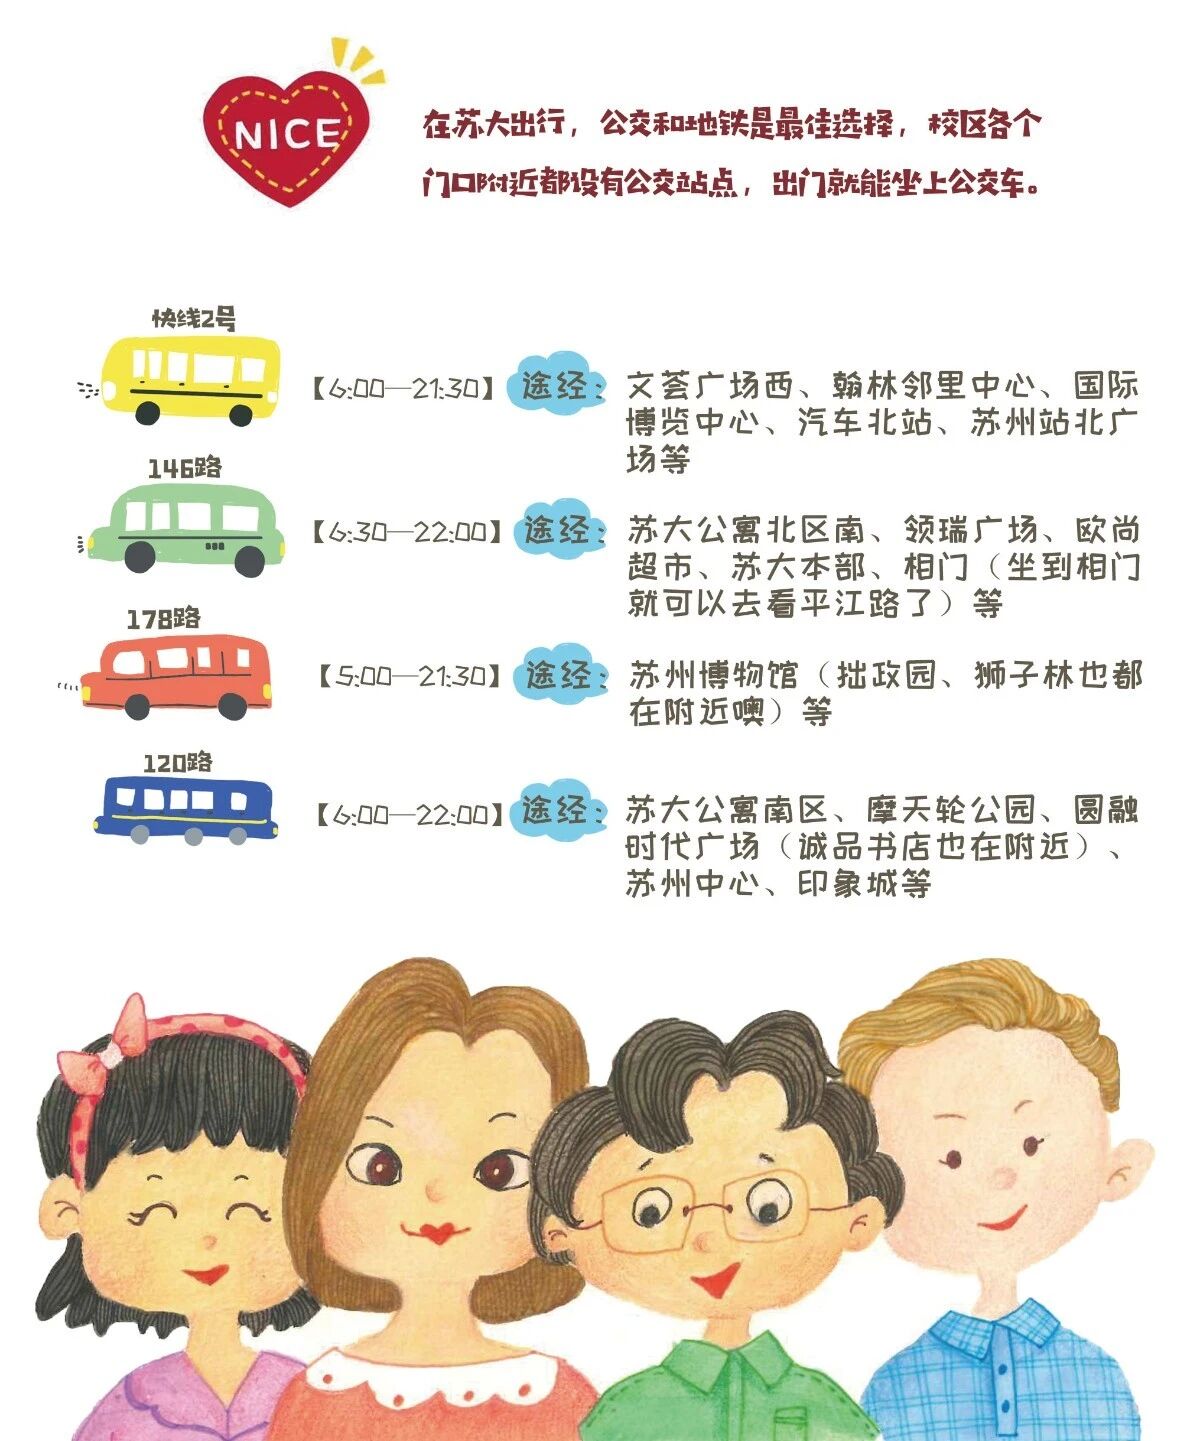 NICE
在苏大出行，公交和地铁是最佳选择，校区各个
门口附近都设有公交站点，出门就能坐上公交车。
快线2号
【6:00—21:30】途经：文荟广场西、翰林邻里中心、国际
博览中心、汽车北站、苏州站北广
场等
146路
【6:30—22:00】途经：苏大公寓北区南、领瑞广场、欧尚
超市、苏大本部、相门（坐到相门
就可以去看平江路了）等
178路
【5:00—21:30】途经：苏州博物馆（拙政园、狮子林也都
在附近噢）等
120路
【6:00—22:00】途经：苏大公寓南区、摩天轮公园、圆融
时代广场（诚品书店也在附近）、
苏州中心、印象城等